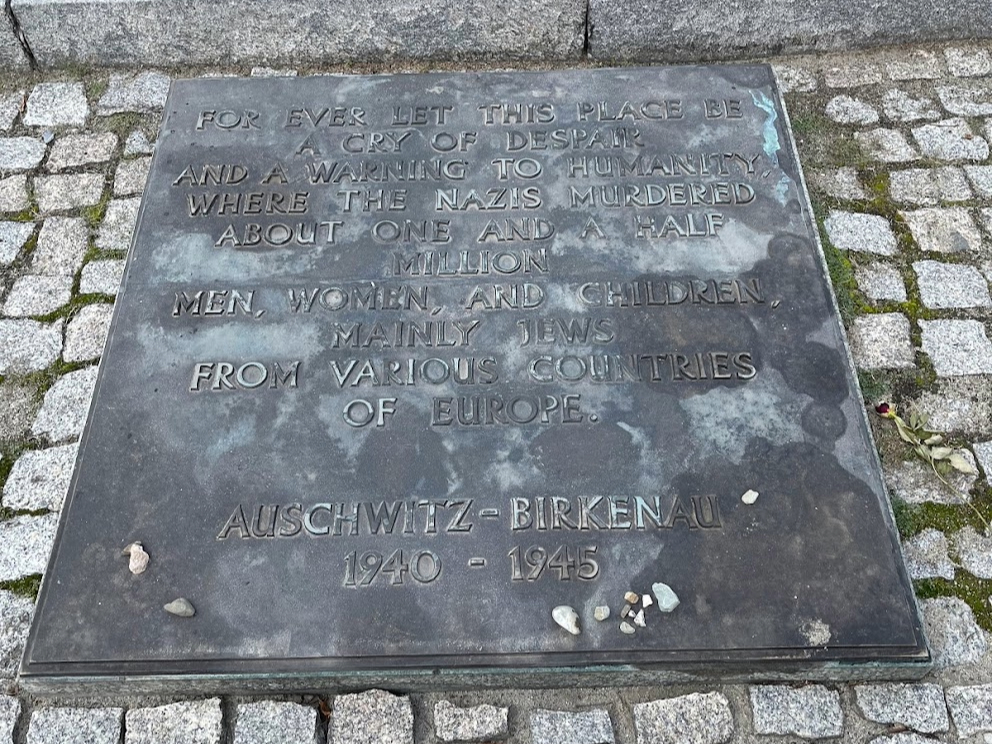 FOR EVER LET THIS PLACE BE
A CRY OF DESPAIR
AND A WARNING TO HUMANITY,
WHERE THE NAZIS MURDERED
ABOUT ONE AND A HALF
MILLION
MEN, WOMEN, AND CHILDREN,
MAINLY JEWS
FROM VARIOUS COUNTRIES
OF EUROPE.
AUSCHWITZ - BIRKENAU
1940 - 1945